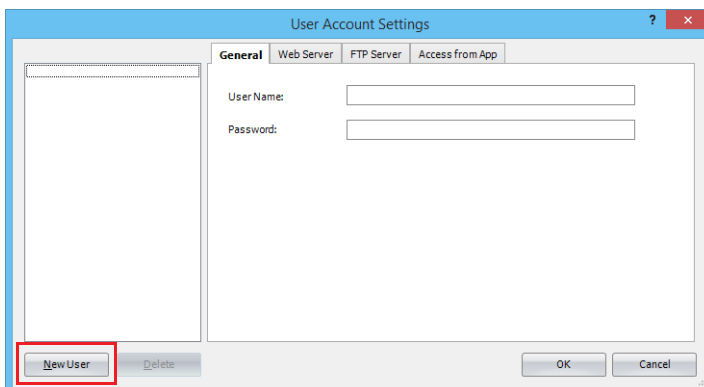 User Account Settings ?
General Web Server FTP Server Access from App
User Name:
Password:
New User Delete OK Cancel